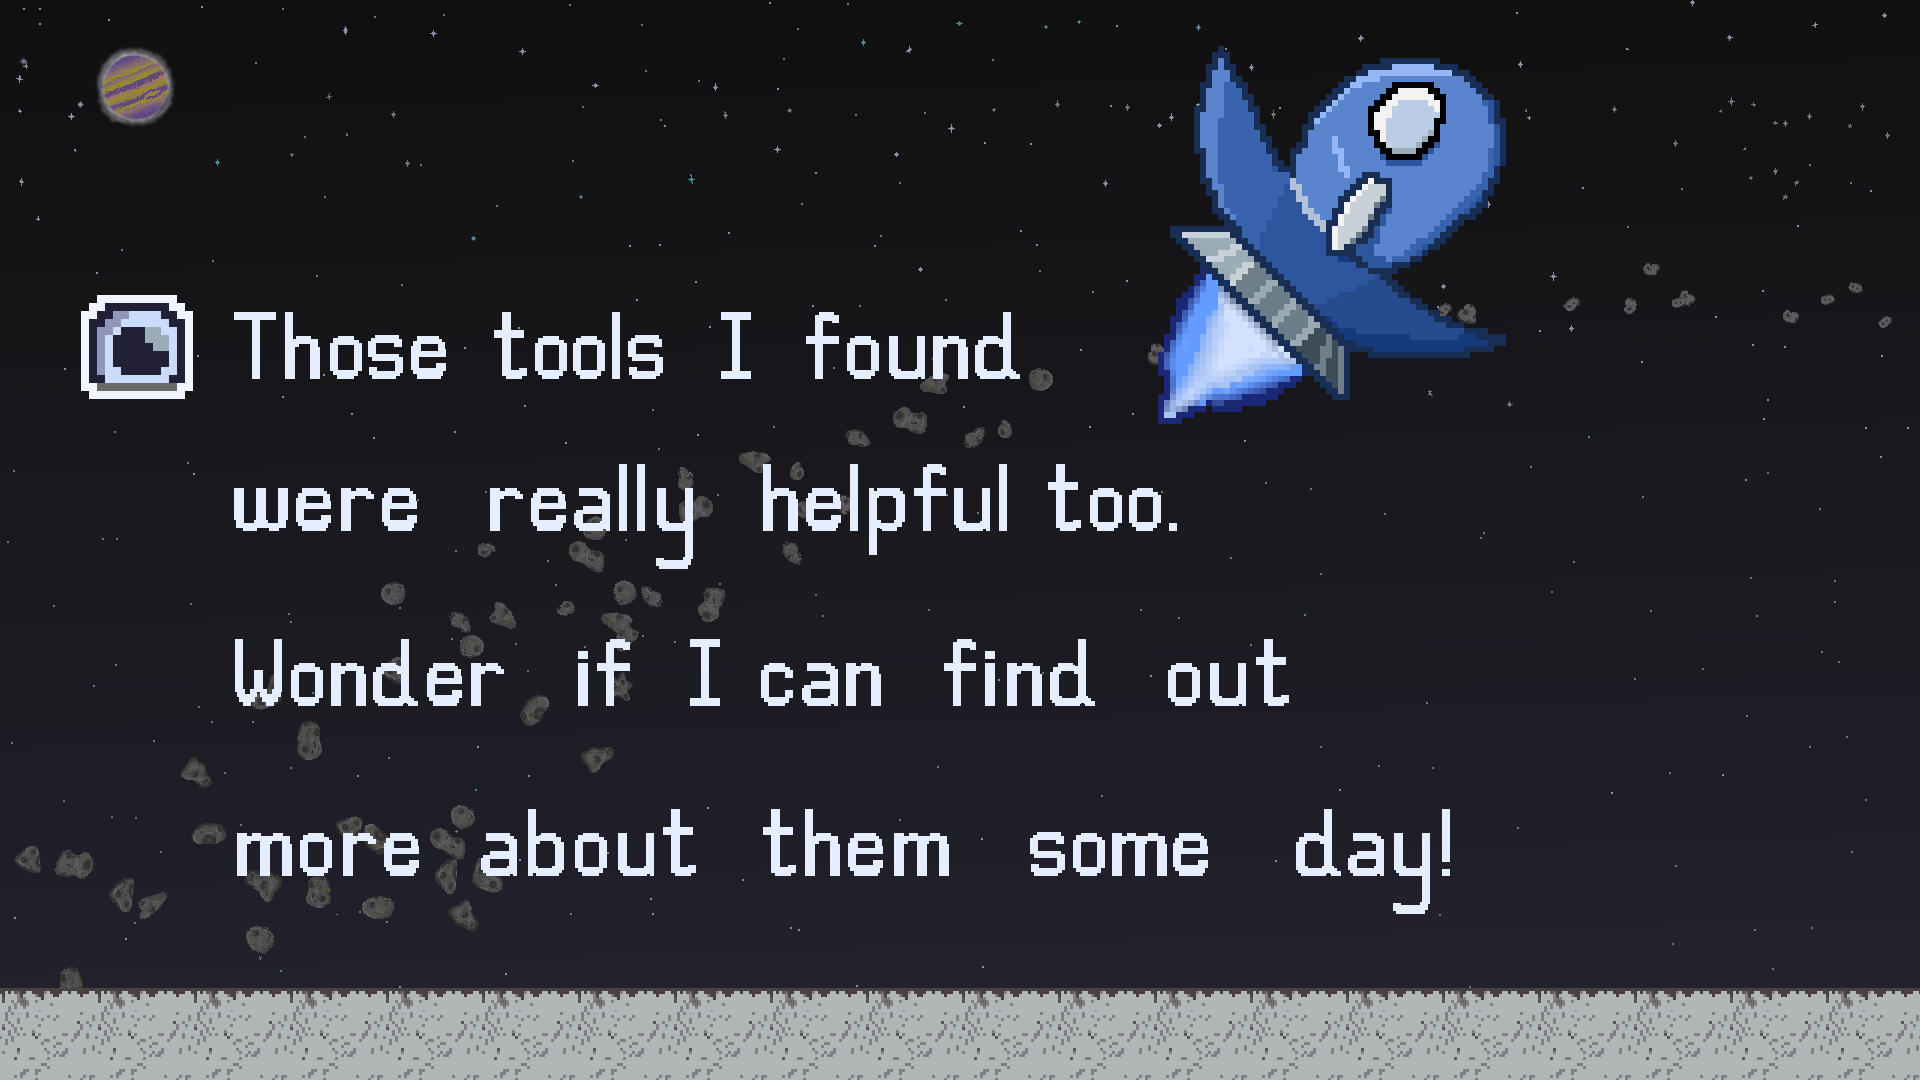 Those tools I found
were really helpful too.
Wonder if I can find out
more about them some day!